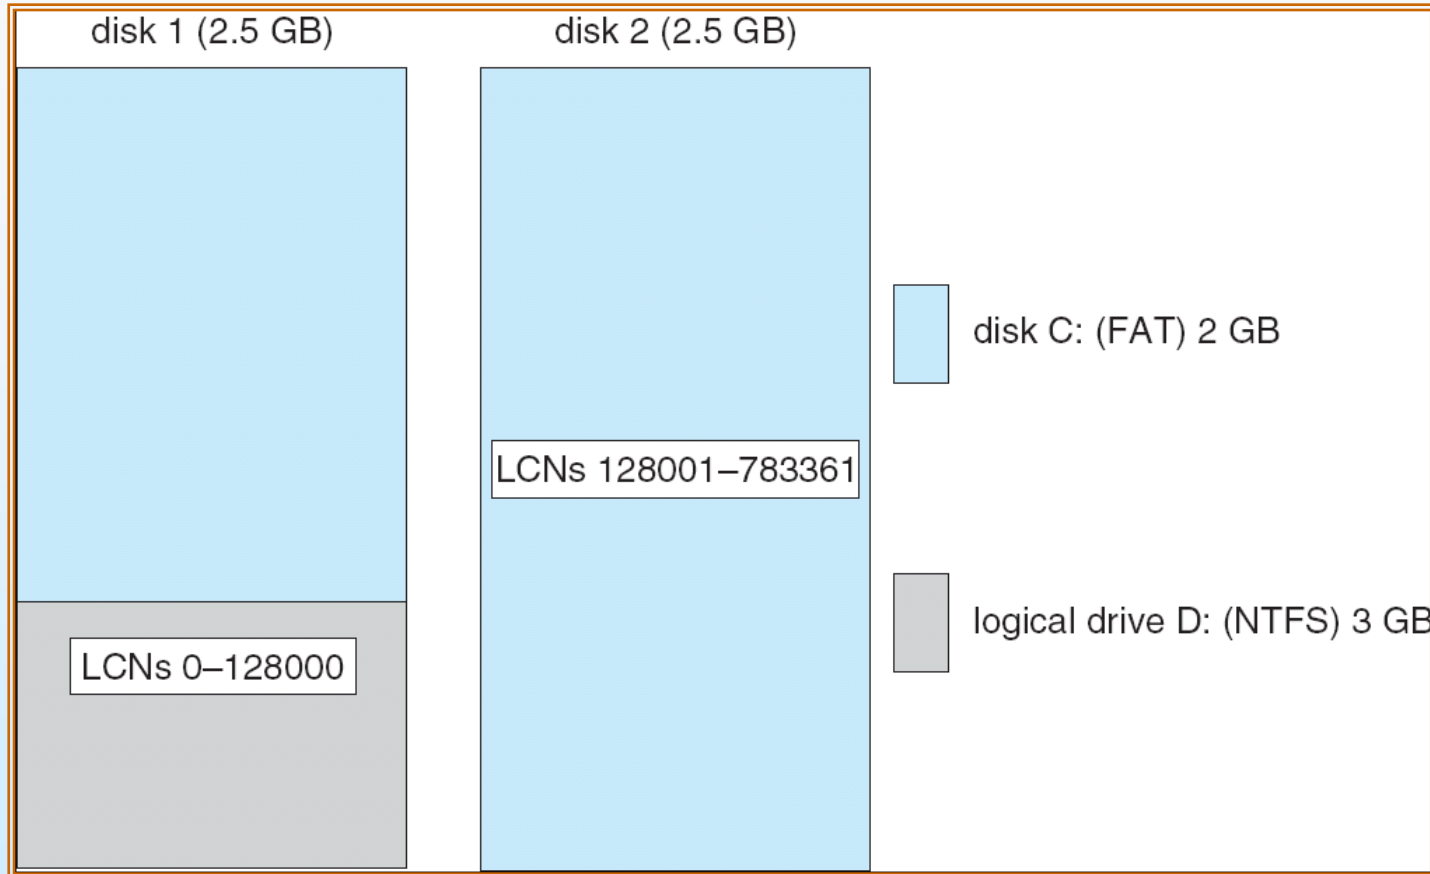 disk 1 (2.5 GB)
disk 2 (2.5 GB)
disk C: (FAT) 2 GB
LCNs 128001–783361
logical drive D: (NTFS) 3 GB
LCNs 0–128000